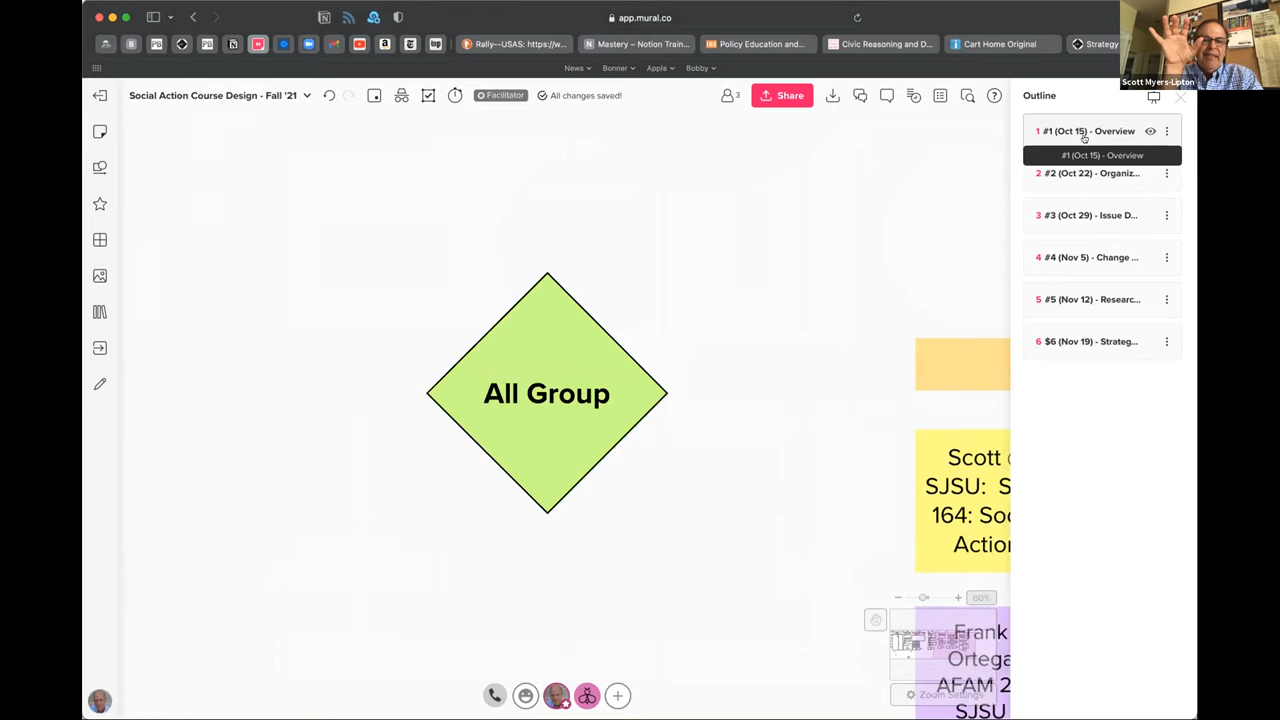 app.mural.co
Rally--USAS: https://w...
Mastery – Notion Train...
Policy Education and...
Civic Reasoning and D...
Cart Home Original
Strategy
News
Bonner
Apple
Bobby
Scott Myers-Lipton
Social Action Course Design - Fall '21
Facilitator
All changes saved!
3
Share
Outline
1 #1 (Oct 15) - Overview
#1 (Oct 15) - Overview
2 #2 (Oct 22) - Organiz...
3 #3 (Oct 29) - Issue D...
4 #4 (Nov 5) - Change ...
5 #5 (Nov 12) - Researc...
6 $6 (Nov 19) - Strateg...
All Group
Scott
SJSU: S
164: Soc
Action
80%
Frank
Ortega
AFAM 2
SJSU
Zoom Settings